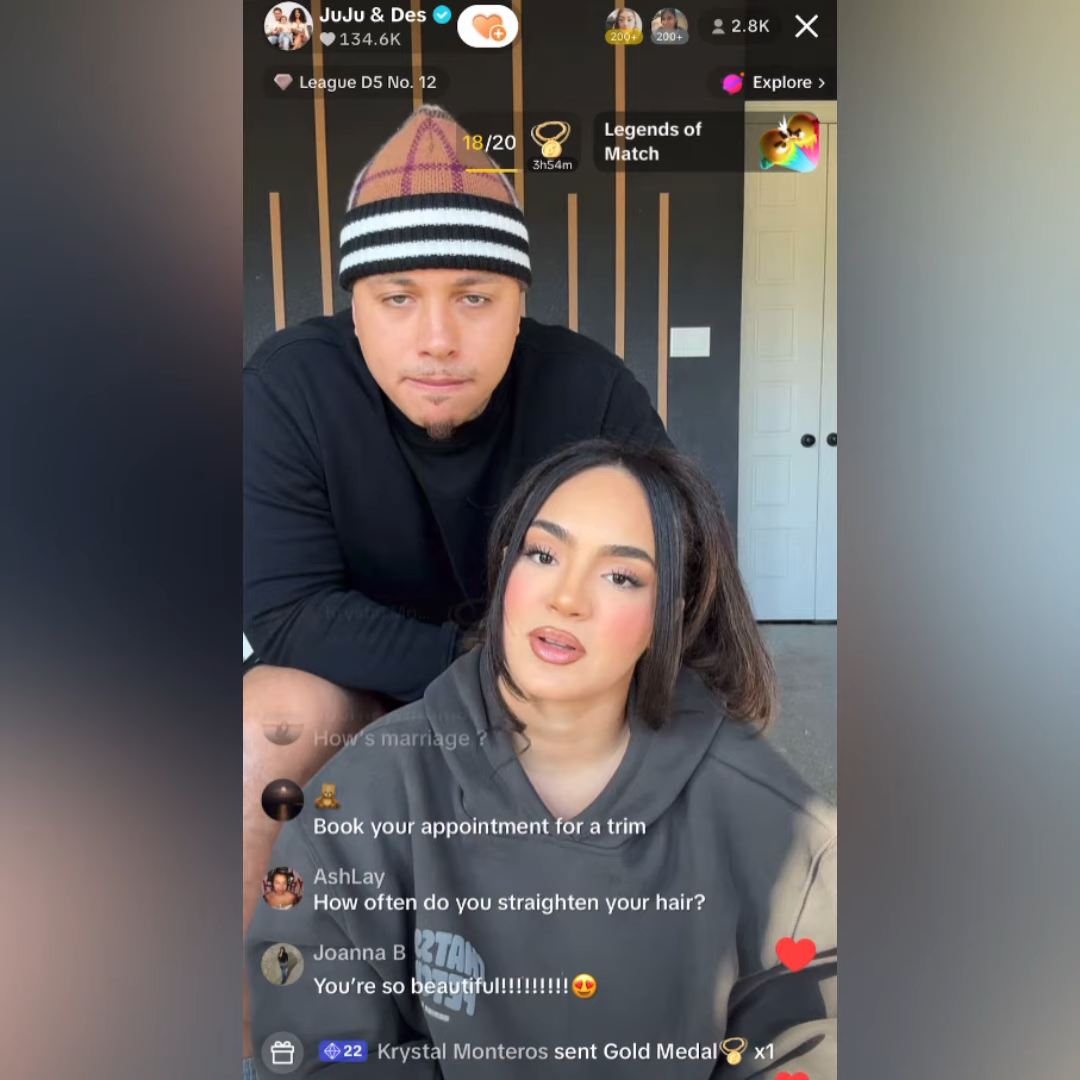 JuJu & Des
134.6K
200+
200+
2.8K
League D5 No. 12
Explore >
18/20
3h54m
Legends of
Match
How's marriage ?
Book your appointment for a trim
AshLay
How often do you straighten your hair?
Joanna B
You're so beautiful!!!!!!!!!😍
22 Krystal Monteros sent Gold Medal x1